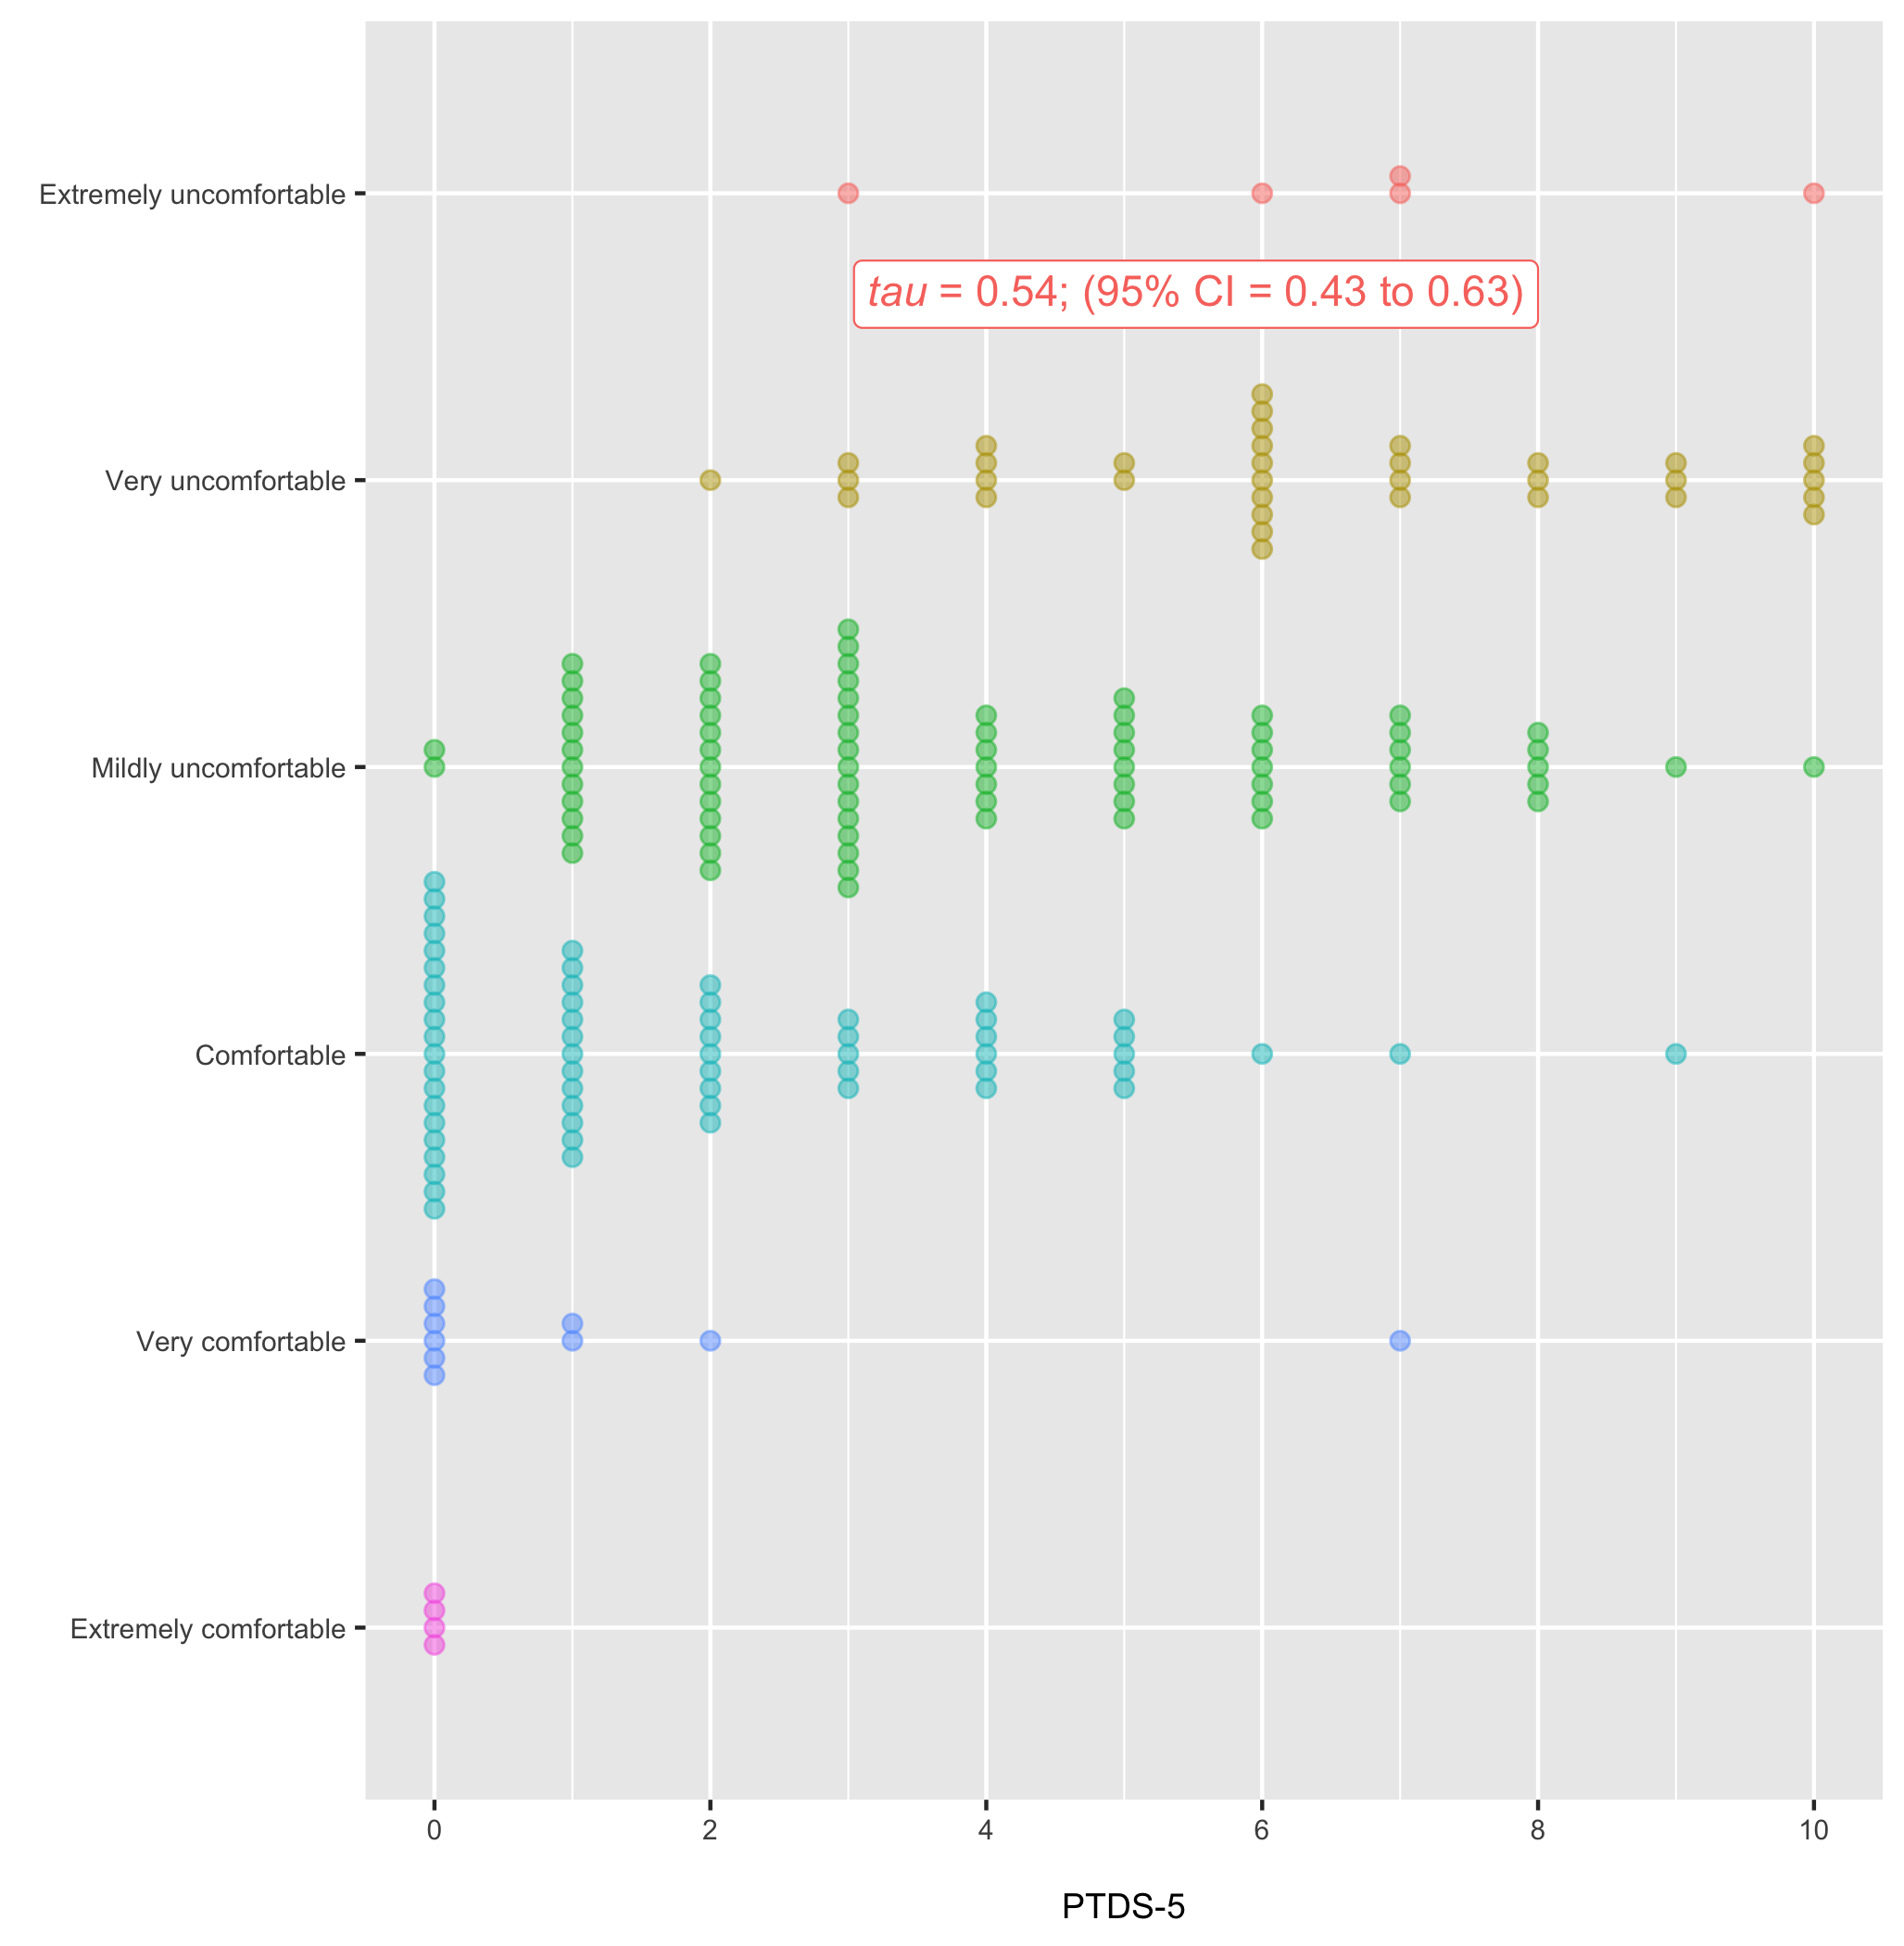 Extremely uncomfortable
tau = 0.54; (95% CI = 0.43 to 0.63)
Very uncomfortable
Mildly uncomfortable
Comfortable
Very comfortable
Extremely comfortable
0 2 4 6 8 10
PTDS-5